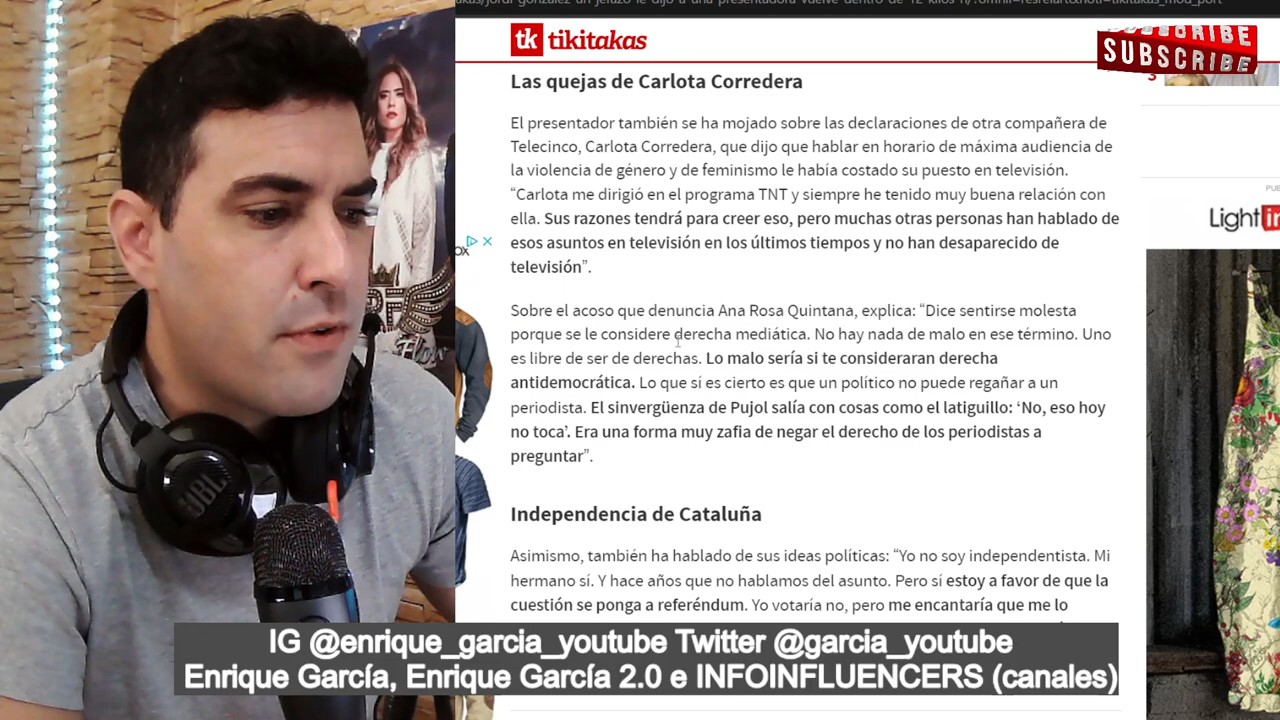 tk tikitakas
SUBSCRIBE
Las quejas de Carlota Corredera
El presentador también se ha mojado sobre las declaraciones de otra compañera de
Telecinco, Carlota Corredera, que dijo que hablar en horario de máxima audiencia de
la violencia de género y de feminismo le había costado su puesto en televisión.
“Carlota me dirigió en el programa TNT y siempre he tenido muy buena relación con
ella. Sus razones tendrá para creer eso, pero muchas otras personas han hablado de
esos asuntos en televisión en los últimos tiempos y no han desaparecido de
televisión”.
Sobre el acoso que denuncia Ana Rosa Quintana, explica: “Dice sentirse molesta
porque se le considere derecha mediática. No hay nada de malo en ese término. Uno
es libre de ser de derechas. Lo malo sería si te consideraran derecha
antidemocrática. Lo que sí es cierto es que un político no puede regañar a un
periodista. El sinvergüenza de Pujol salía con cosas como el latiguillo: ‘No, eso hoy
no toca’. Era una forma muy zafia de negar el derecho de los periodistas a
preguntar”.
Independencia de Cataluña
Asimismo, también ha hablado de sus ideas políticas: “Yo no soy independentista. Mi
hermano sí. Y hace años que no hablamos del asunto. Pero sí estoy a favor de que la
cuestión se ponga a referéndum. Yo votaría no, pero me encantaría que me lo
Light in
JBL
Flow
IG @enrique_garcia_youtube Twitter @garcia_youtube
Enrique García, Enrique García 2.0 e INFOINFLUENCERS (canales)